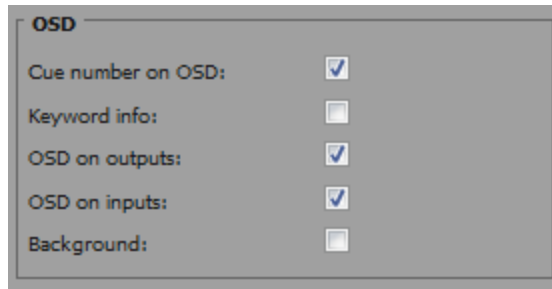 OSD
Cue number on OSD:
Keyword info:
OSD on outputs:
OSD on inputs:
Background: